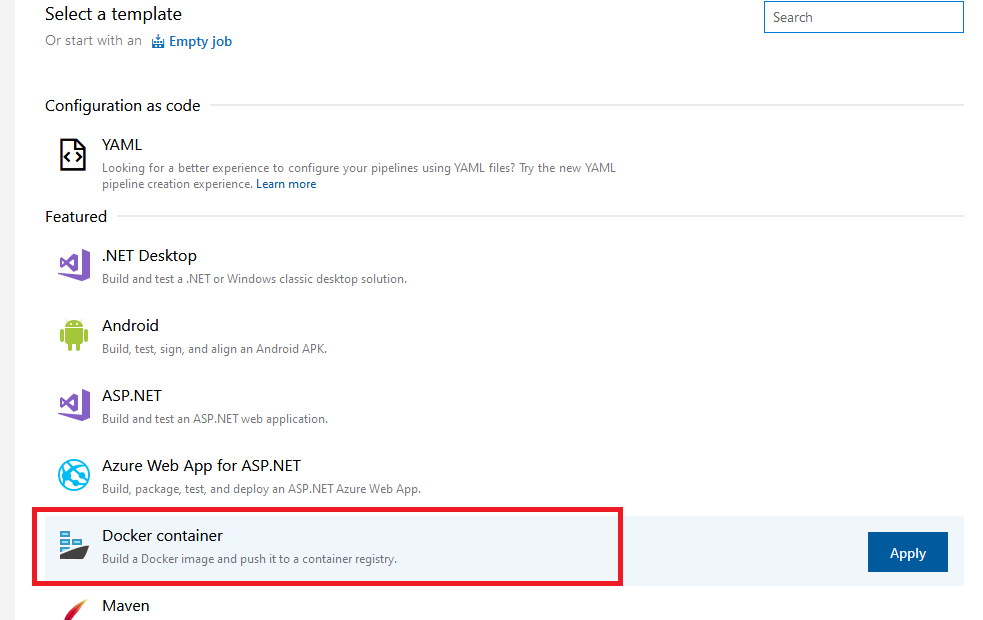 Select a template
Search
Or start with an Empty job
Configuration as code
YAML
Looking for a better experience to configure your pipelines using YAML files? Try the new YAML
pipeline creation experience. Learn more
Featured
.NET Desktop
Build and test a .NET or Windows classic desktop solution.
Android
Build, test, sign, and align an Android APK.
ASP.NET
Build and test an ASP.NET web application.
Azure Web App for ASP.NET
Build, package, test, and deploy an ASP.NET Azure Web App.
Docker container
Build a Docker image and push it to a container registry.
Apply
Maven